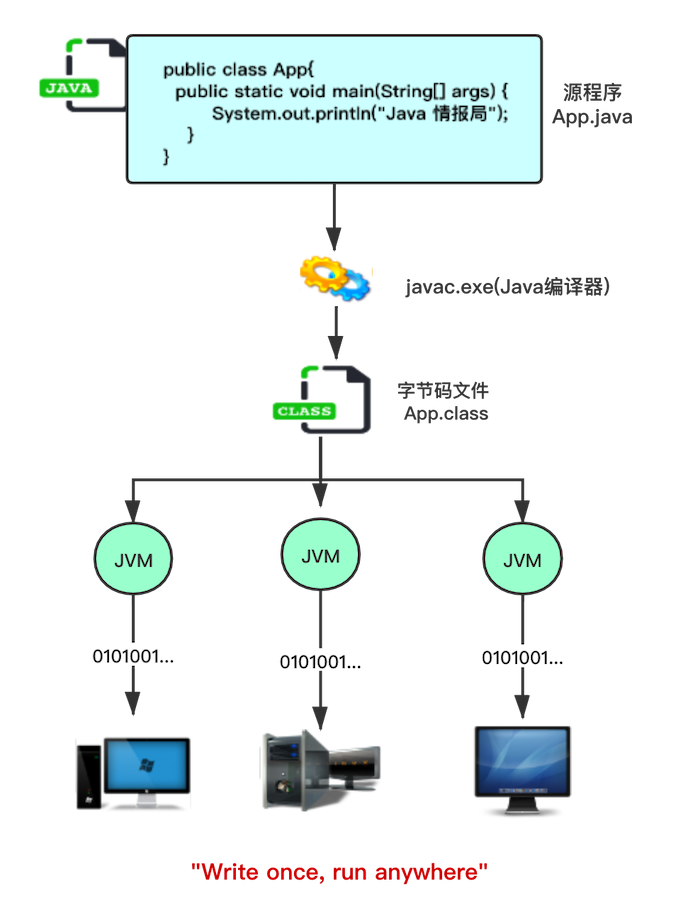 JAVA
public class App{
public static void main(String[] args) {
System.out.println("Java 情报局");
}
}
源程序
App.java
javac.exe(Java编译器)
CLASS
字节码文件
App.class
JVM
JVM
JVM
0101001...
0101001...
0101001...
"Write once, run anywhere"